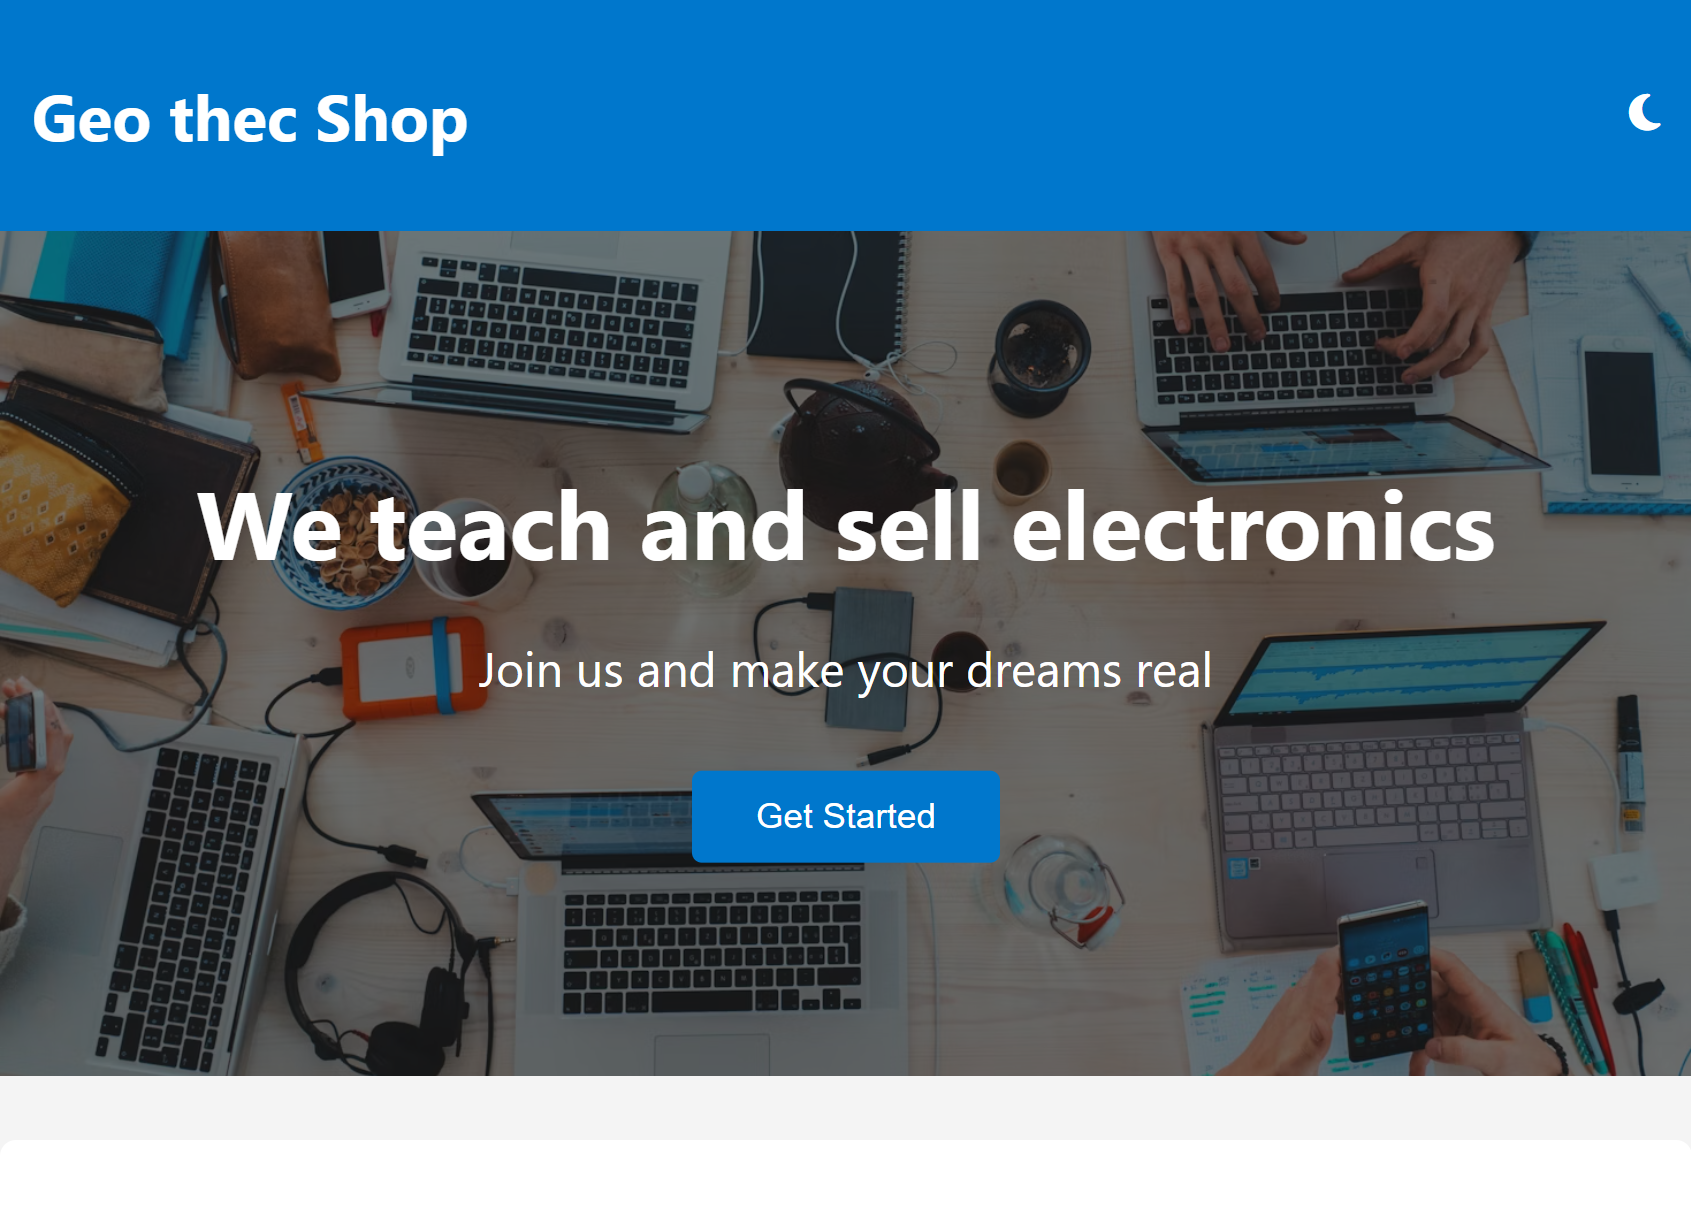 Geo thec Shop
We teach and sell electronics
Join us and make your dreams real
Get Started